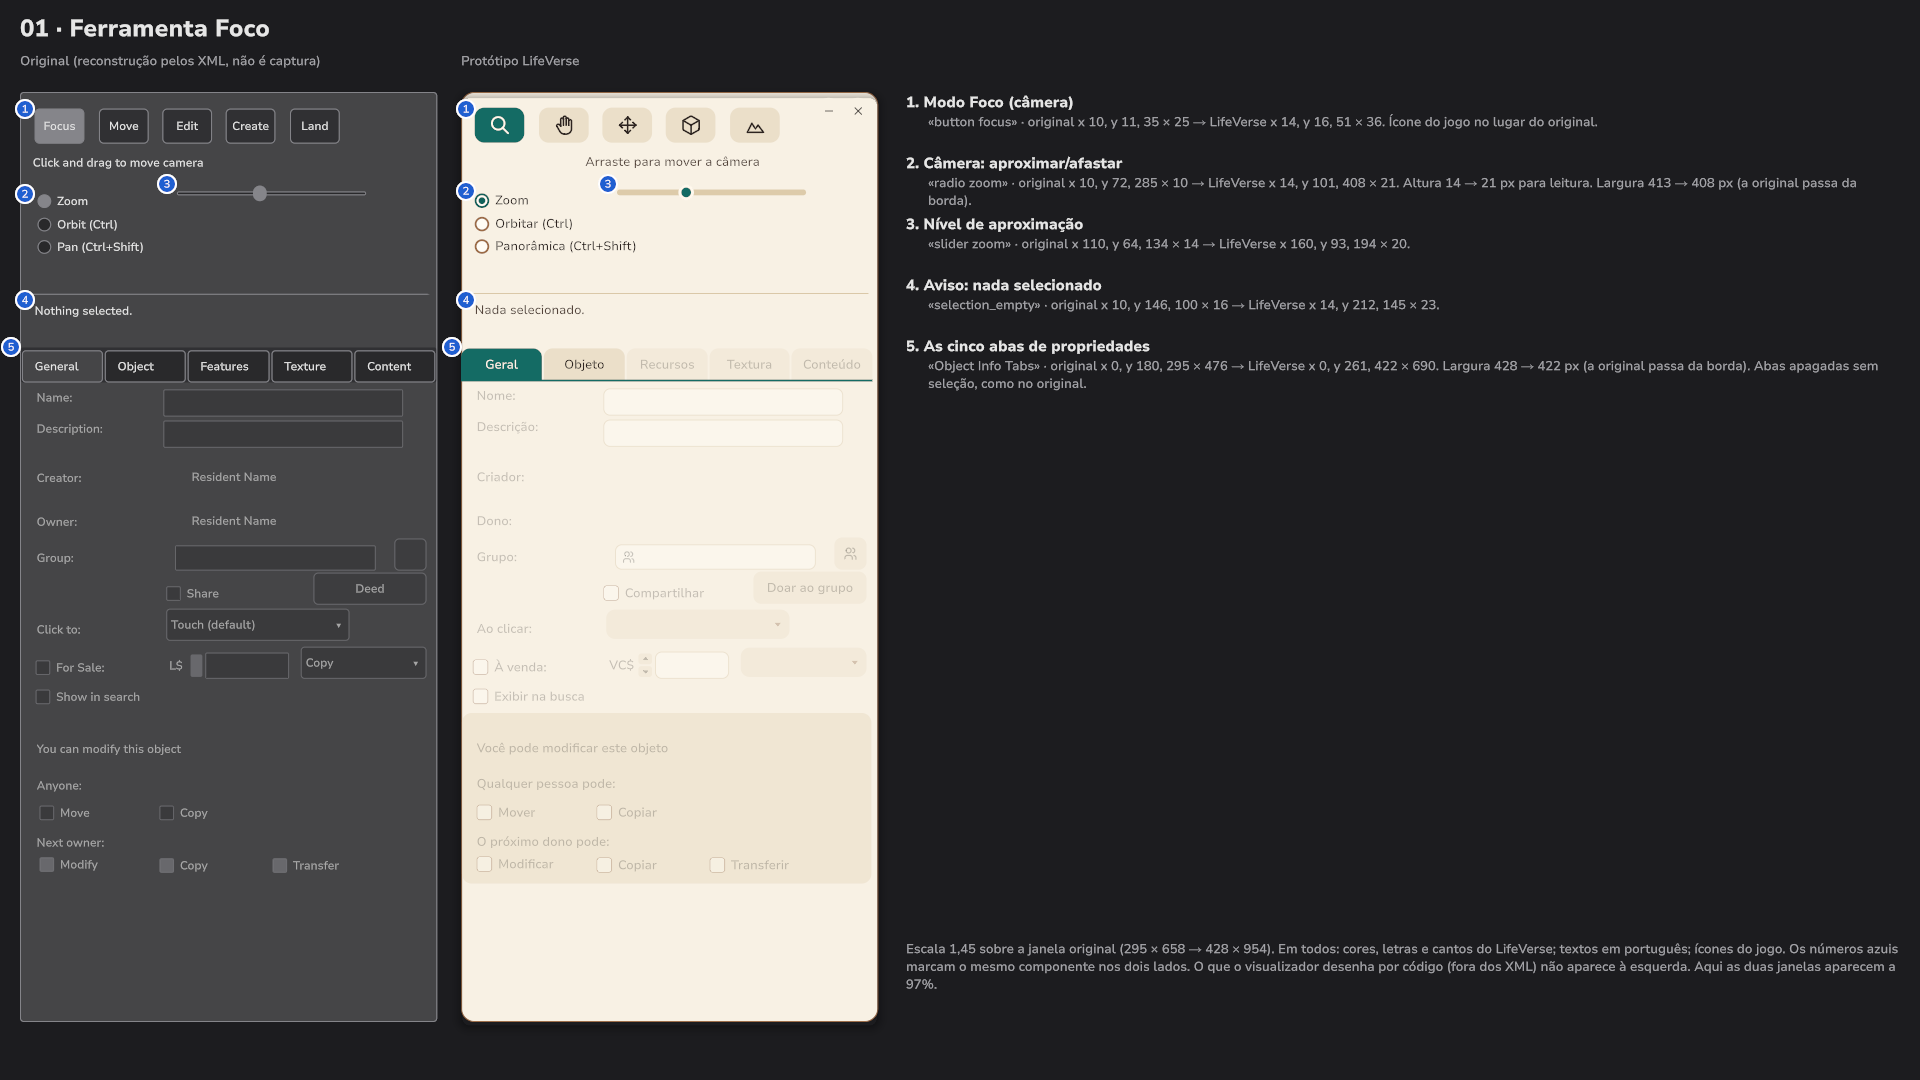 01 · Ferramenta Foco
Original (reconstrução pelos XML, não é captura)
Protótipo LifeVerse
1
Focus
Move
Edit
Create
Land
Click and drag to move camera
3
2
Zoom
Orbit (Ctrl)
Pan (Ctrl+Shift)
4
Nothing selected.
5
General
Object
Features
Texture
Content
Name:
Description:
Creator:
Resident Name
Owner:
Resident Name
Group:
Share
Deed
Click to:
Touch (default)
For Sale:
L$
Copy
Show in search
You can modify this object
Anyone:
Move
Copy
Next owner:
Modify
Copy
Transfer
1
Arraste para mover a câmera
3
2
Zoom
Orbitar (Ctrl)
Panorâmica (Ctrl+Shift)
4
Nada selecionado.
5
Geral
Objeto
Recursos
Textura
Conteúdo
Nome:
Descrição:
Criador:
Dono:
Grupo:
Compartilhar
Doar ao grupo
Ao clicar:
À venda:
VC$
Exibir na busca
Você pode modificar este objeto
Qualquer pessoa pode:
Mover
Copiar
O próximo dono pode:
Modificar
Copiar
Transferir
1. Modo Foco (câmera)
«button focus» · original x 10, y 11, 35 × 25 → LifeVerse x 14, y 16, 51 × 36. Ícone do jogo no lugar do original.
2. Câmera: aproximar/afastar
«radio zoom» · original x 10, y 72, 285 × 10 → LifeVerse x 14, y 101, 408 × 21. Altura 14 → 21 px para leitura. Largura 413 → 408 px (a original passa da
borda).
3. Nível de aproximação
«slider zoom» · original x 110, y 64, 134 × 14 → LifeVerse x 160, y 93, 194 × 20.
4. Aviso: nada selecionado
«selection_empty» · original x 10, y 146, 100 × 16 → LifeVerse x 14, y 212, 145 × 23.
5. As cinco abas de propriedades
«Object Info Tabs» · original x 0, y 180, 295 × 476 → LifeVerse x 0, y 261, 422 × 690. Largura 428 → 422 px (a original passa da borda). Abas apagadas sem
seleção, como no original.
Escala 1,45 sobre a janela original (295 × 658 → 428 × 954). Em todos: cores, letras e cantos do LifeVerse; textos em português; ícones do jogo. Os números azuis
marcam o mesmo componente nos dois lados. O que o visualizador desenha por código (fora dos XML) não aparece à esquerda. Aqui as duas janelas aparecem a
97%.